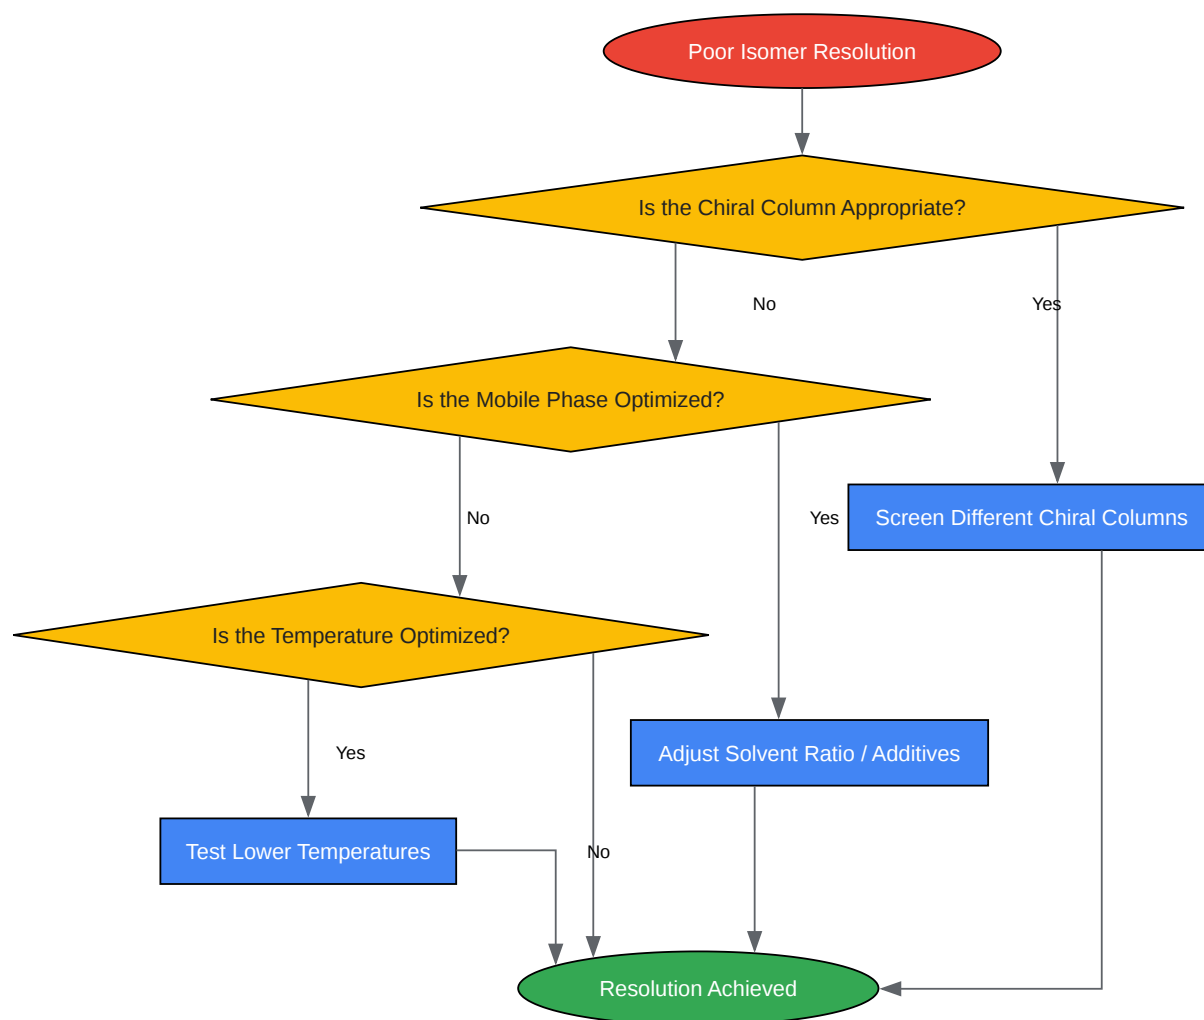 Poor Isomer Resolution
Is the Chiral Column Appropriate?
No
Yes
Is the Mobile Phase Optimized?
No
Yes
Screen Different Chiral Columns
Is the Temperature Optimized?
Yes
Adjust Solvent Ratio / Additives
Test Lower Temperatures
No
Resolution Achieved